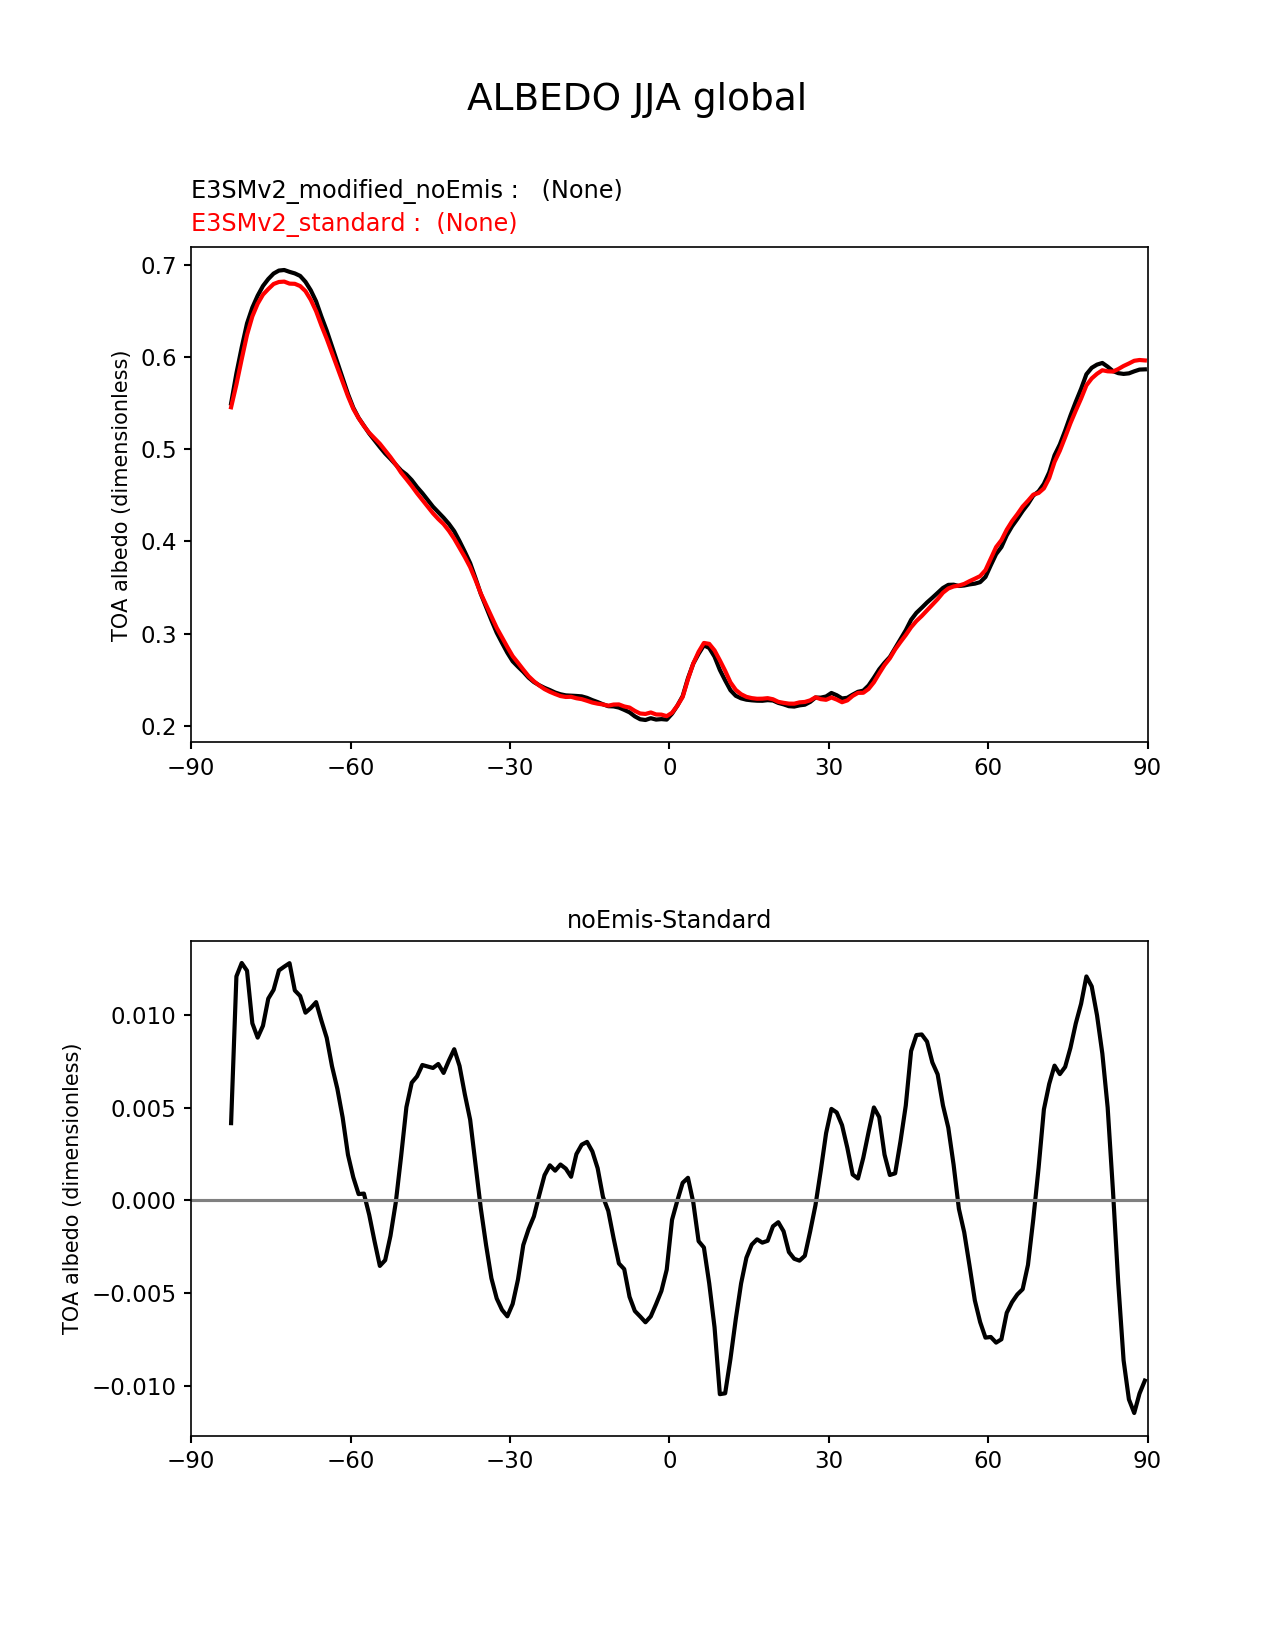 ALBEDO JJA global
E3SMv2_modified_noEmis :   (None)
E3SMv2_standard :  (None)
0.7
0.6
0.5
0.4
0.3
0.2
TOA albedo (dimensionless)
−90 −60 −30 0 30 60 90
noEmis-Standard
0.010
0.005
0.000
−0.005
−0.010
TOA albedo (dimensionless)
−90 −60 −30 0 30 60 90